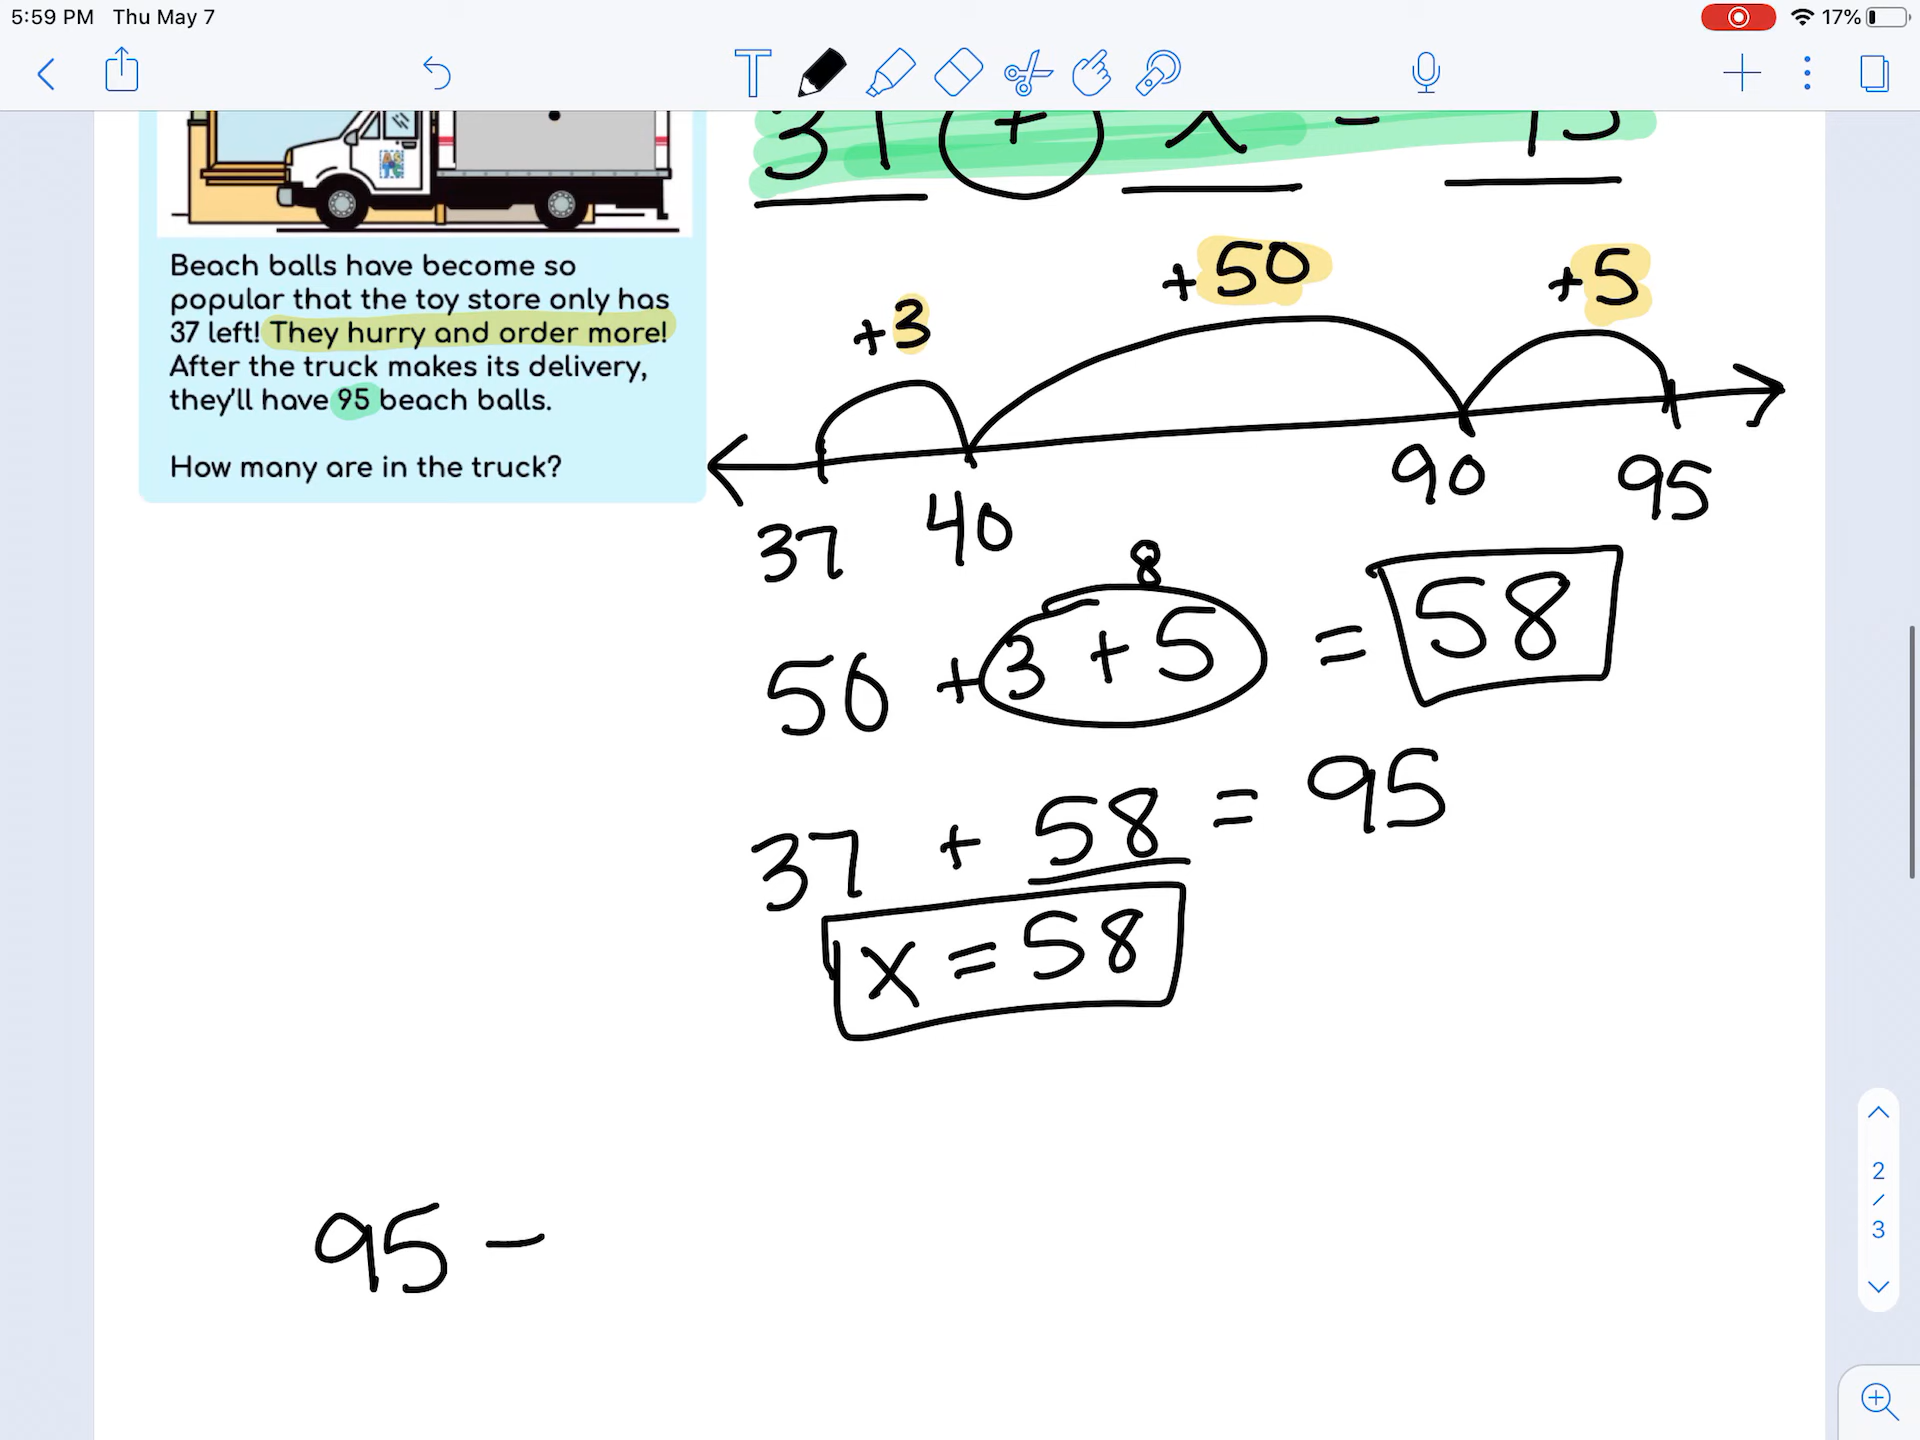 5:59 PM Thu May 7
17%
Beach balls have become so
popular that the toy store only has
37 left! They hurry and order more!
After the truck makes its delivery,
they'll have 95 beach balls.
How many are in the truck?
+3 +50 +5
37 40 90 95
8
50 + 3 + 5 = 58
37 + 58 = 95
x = 58
95 -
2
/
3